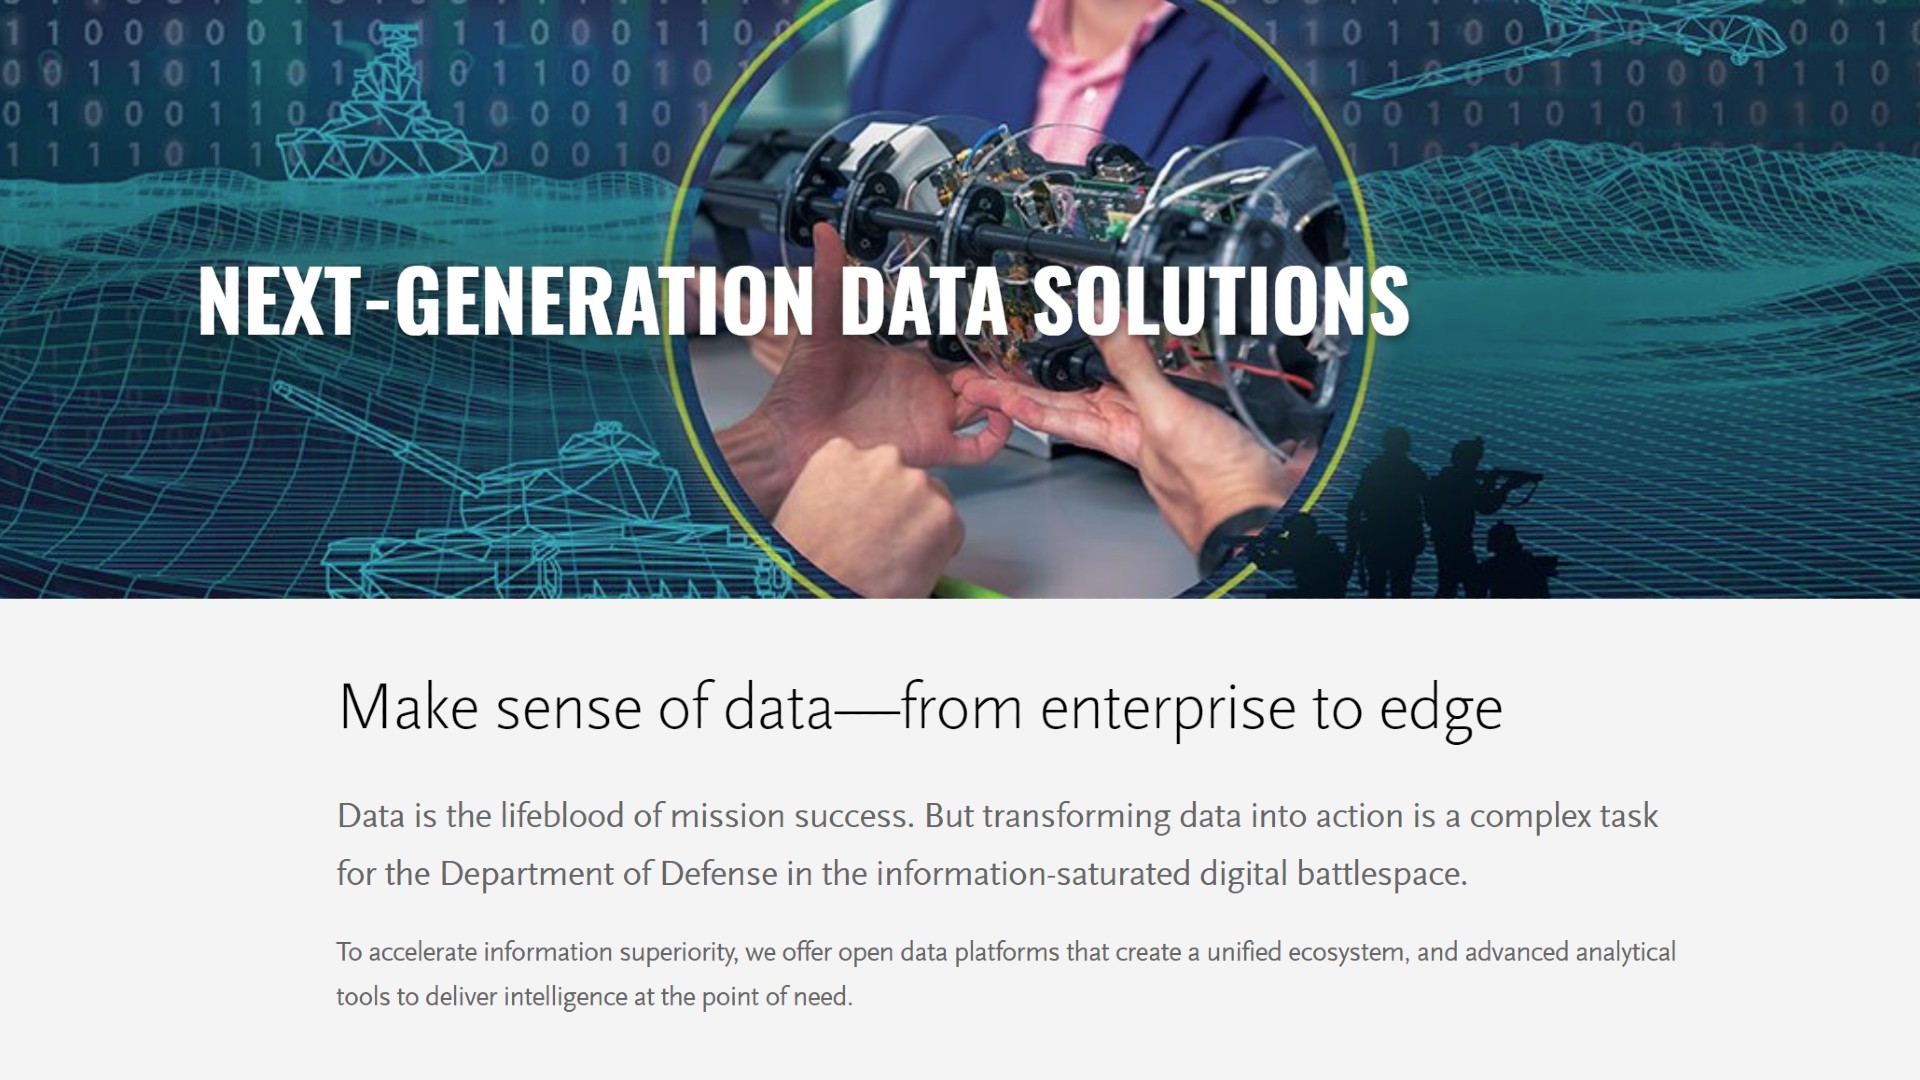 NEXT-GENERATION DATA SOLUTIONS
Make sense of data—from enterprise to edge
Data is the lifeblood of mission success. But transforming data into action is a complex task
for the Department of Defense in the information-saturated digital battlespace.
To accelerate information superiority, we offer open data platforms that create a unified ecosystem, and advanced analytical
tools to deliver intelligence at the point of need.